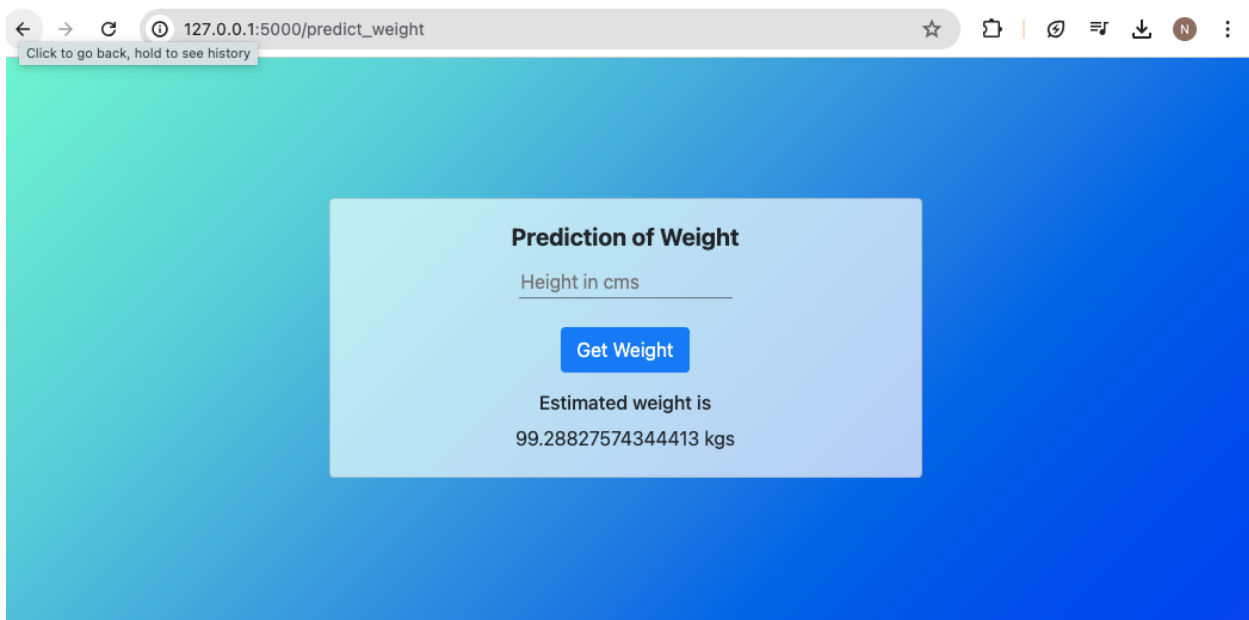 127.0.0.1:5000/predict_weight
N
Click to go back, hold to see history
Prediction of Weight
Height in cms
Get Weight
Estimated weight is
99.28827574344413 kgs